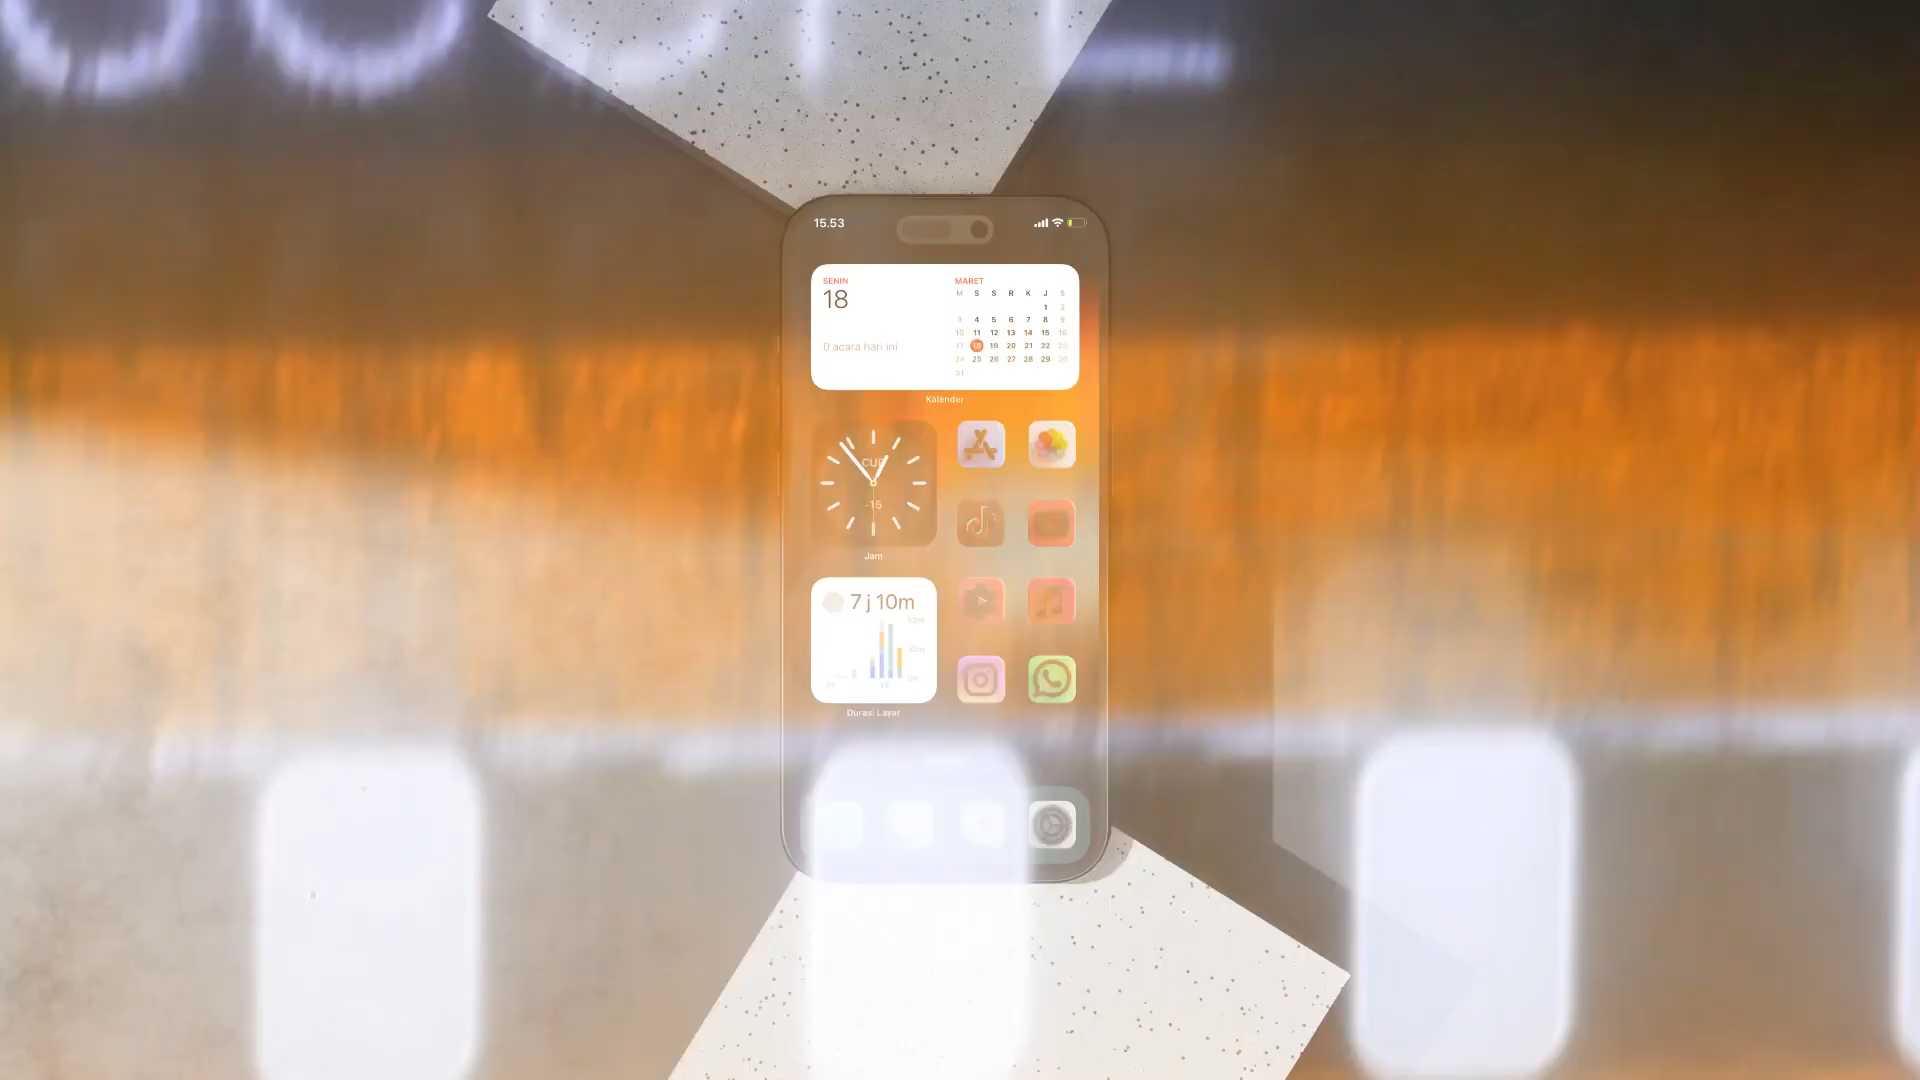 15.53
SENIN
18
0 acara hari ini
MARET
M S S R K J S
1 2
3 4 5 6 7 8 9
10 11 12 13 14 15 16
17 18 19 20 21 22 23
24 25 26 27 28 29 30
31
Kalender
CUP
-15
Jam
7 j 10m
Durasi Layar